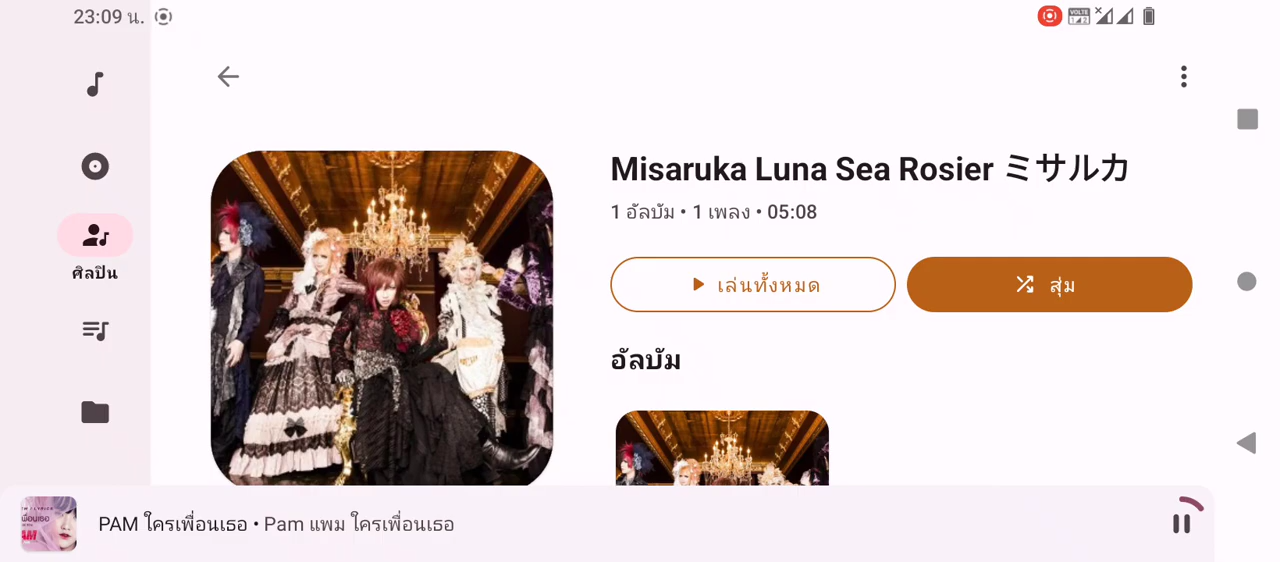 23:09 น.
VOLTE
1 2
Misaruka Luna Sea Rosier ミサルカ
1 อัลบั้ม • 1 เพลง • 05:08
เล่นทั้งหมด
สุ่ม
ศิลปิน
อัลบั้ม
PAM ใครเพื่อนเธอ • Pam แพม ใครเพื่อนเธอ